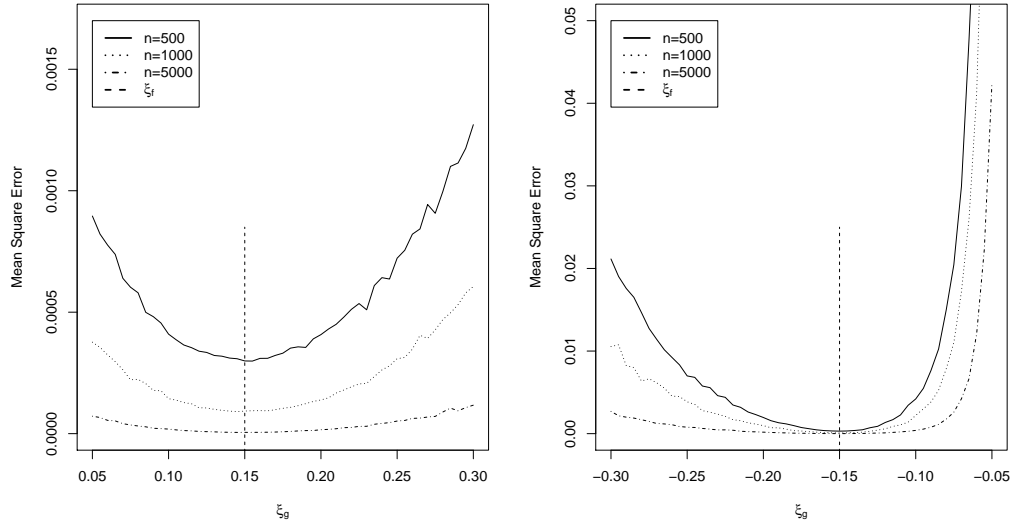 n=500
n=1000
n=5000
ξf
Mean Square Error
0.0000
0.0005
0.0010
0.0015
0.05
0.10
0.15
0.20
0.25
0.30
ξg
n=500
n=1000
n=5000
ξf
Mean Square Error
0.00
0.01
0.02
0.03
0.04
0.05
−0.30
−0.25
−0.20
−0.15
−0.10
−0.05
ξg